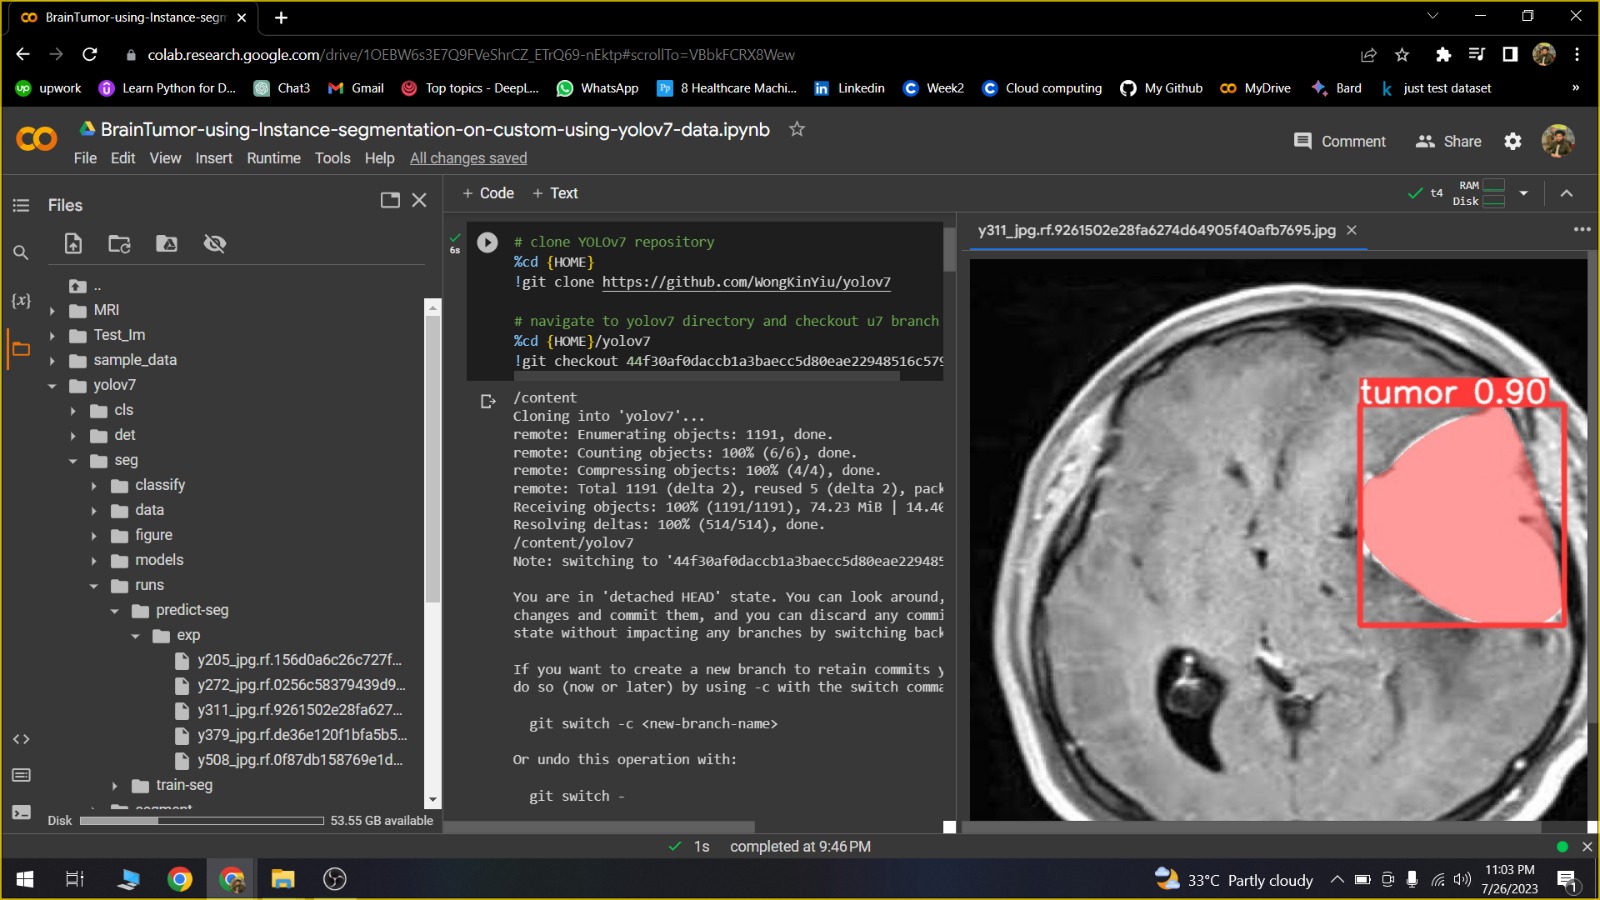 BrainTumor-using-Instance-segm
colab.research.google.com/drive/1OEBW6s3E7Q9FVeShrCZ_ETrQ69-nEktp#scrollTo=VBbkFCRX8Wew
upwork Learn Python for D... Chat3 Gmail Top topics - DeepL... WhatsApp 8 Healthcare Machi... Linkedin Week2 Cloud computing My Github MyDrive Bard just test dataset »
BrainTumor-using-Instance-segmentation-on-custom-using-yolov7-data.ipynb
File Edit View Insert Runtime Tools Help All changes saved
Comment Share
Files
+ Code + Text
t4 RAM
Disk
..
MRI
Test_Im
sample_data
yolov7
cls
det
seg
classify
data
figure
models
runs
predict-seg
exp
y205_jpg.rf.156d0a6c26c727f...
y272_jpg.rf.0256c58379439d9...
y311_jpg.rf.9261502e28fa627...
y379_jpg.rf.de36e120f1bfa5b5...
y508_jpg.rf.0f87db158769e1d...
train-seg
Disk 53.55 GB available
6s
# clone YOLOv7 repository
%cd {HOME}
!git clone https://github.com/WongKinYiu/yolov7
# navigate to yolov7 directory and checkout u7 branch
%cd {HOME}/yolov7
!git checkout 44f30af0daccb1a3baecc5d80eae22948516c579
/content
Cloning into 'yolov7'...
remote: Enumerating objects: 1191, done.
remote: Counting objects: 100% (6/6), done.
remote: Compressing objects: 100% (4/4), done.
remote: Total 1191 (delta 2), reused 5 (delta 2), pack
Receiving objects: 100% (1191/1191), 74.23 MiB | 14.40
Resolving deltas: 100% (514/514), done.
/content/yolov7
Note: switching to '44f30af0daccb1a3baecc5d80eae229485
You are in 'detached HEAD' state. You can look around,
changes and commit them, and you can discard any commi
state without impacting any branches by switching back
If you want to create a new branch to retain commits y
do so (now or later) by using -c with the switch comma
git switch -c <new-branch-name>
Or undo this operation with:
git switch -
y311_jpg.rf.9261502e28fa6274d64905f40afb7695.jpg
tumor 0.90
1s completed at 9:46 PM
33°C Partly cloudy
11:03 PM
7/26/2023
1